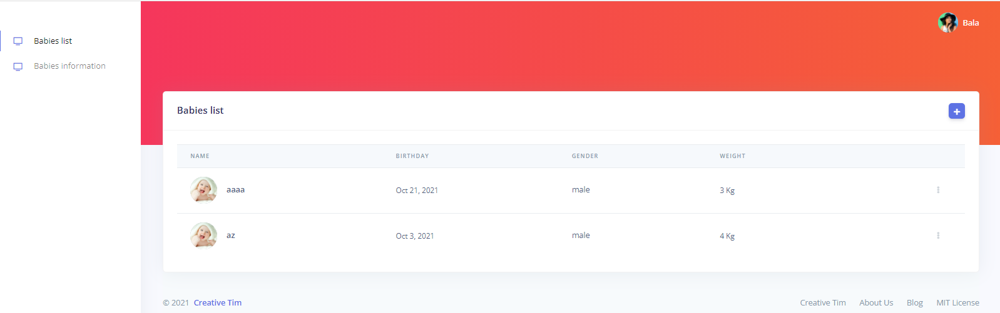 Bala
Babies list
Babies information
Babies list
+
NAME BIRTHDAY GENDER WEIGHT
aaaa Oct 21, 2021 male 3 Kg
az Oct 3, 2021 male 4 Kg
© 2021 Creative Tim Creative Tim About Us Blog MIT License